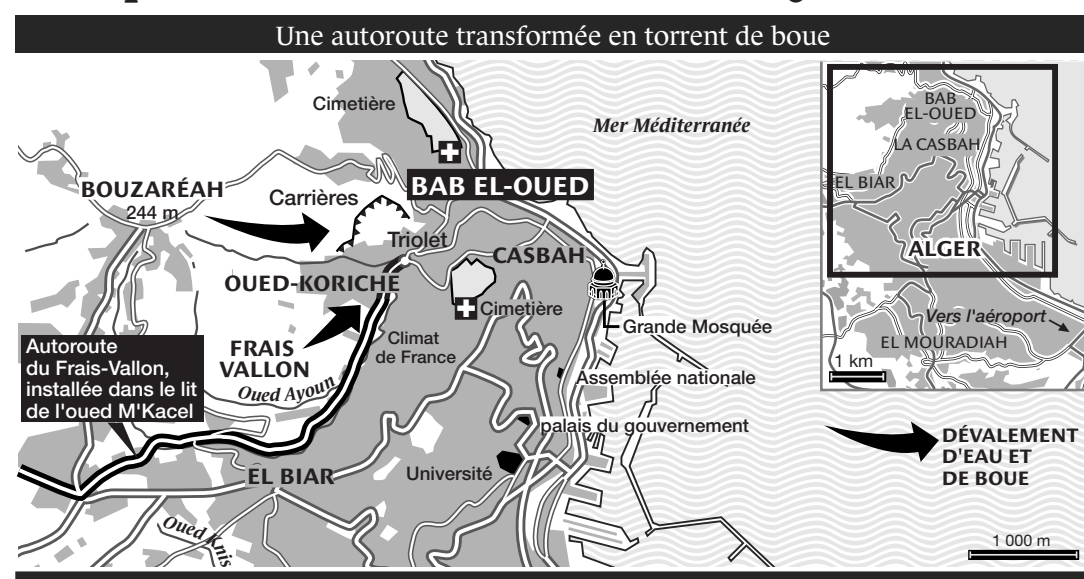 Une autoroute transformée en torrent de boue
Cimetière
Mer Méditerranée
BAB EL-OUED
BOUZARÉAH
244 m
Carrières
Triolet
CASBAH
OUED-KORICHE
Cimetière
Grande Mosquée
FRAIS
VALLON
Climat
de France
Oued Ayoun
Autoroute
du Frais-Vallon,
installée dans le lit
de l'oued M'Kacel
Assemblée nationale
palais du gouvernement
Université
EL BIAR
Oued Knis
BAB
EL-OUED
LA CASBAH
EL BIAR
ALGER
Vers l'aéroport
EL MOURADIAH
1 km
DÉVALEMENT
D'EAU ET
DE BOUE
1 000 m